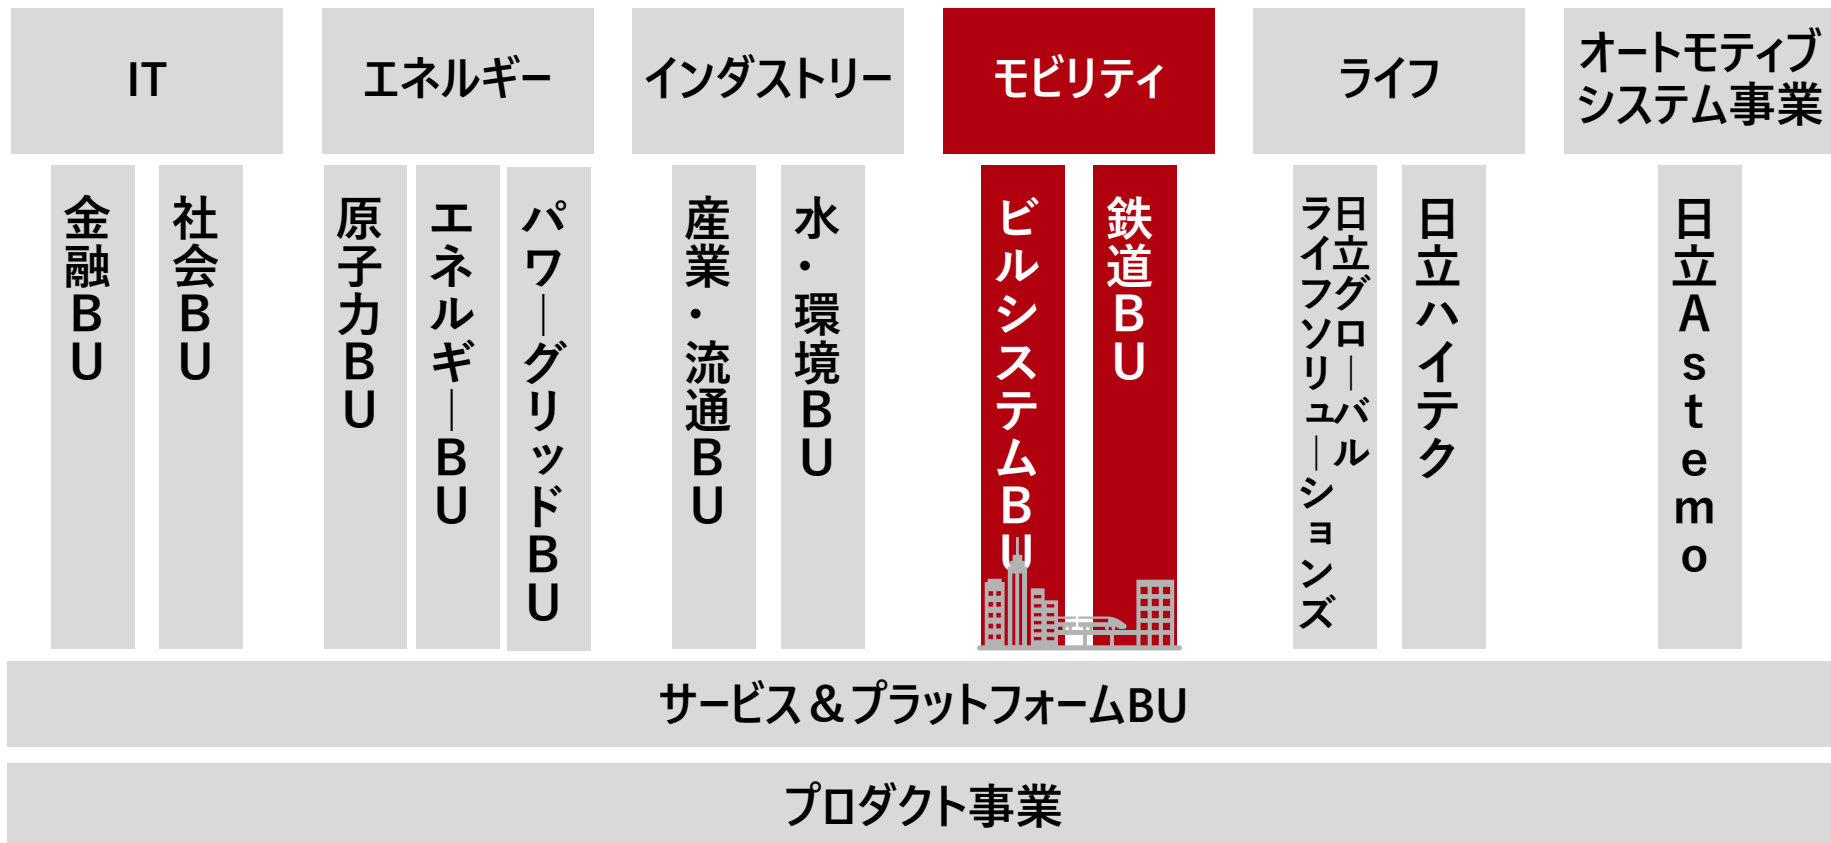 IT
エネルギー
インダストリー
モビリティ
ライフ
オートモティブ
システム事業
金融BU
社会BU
原子力BU
エネルギーBU
パワーグリッドBU
産業・流通BU
水・環境BU
ビルシステムBU
鉄道BU
日立グローバル
ライフソリューションズ
日立ハイテク
日立Astemo
サービス＆プラットフォームBU
プロダクト事業